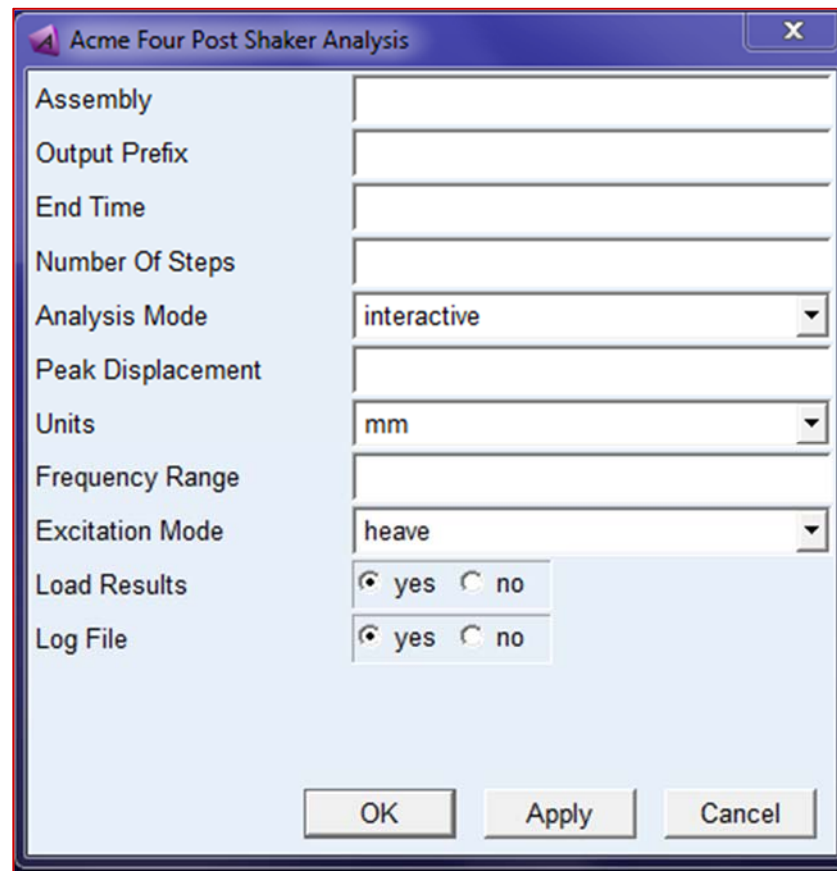 Acme Four Post Shaker Analysis
X
Assembly
Output Prefix
End Time
Number Of Steps
Analysis Mode interactive
Peak Displacement
Units mm
Frequency Range
Excitation Mode heave
Load Results yes no
Log File yes no
OK Apply Cancel